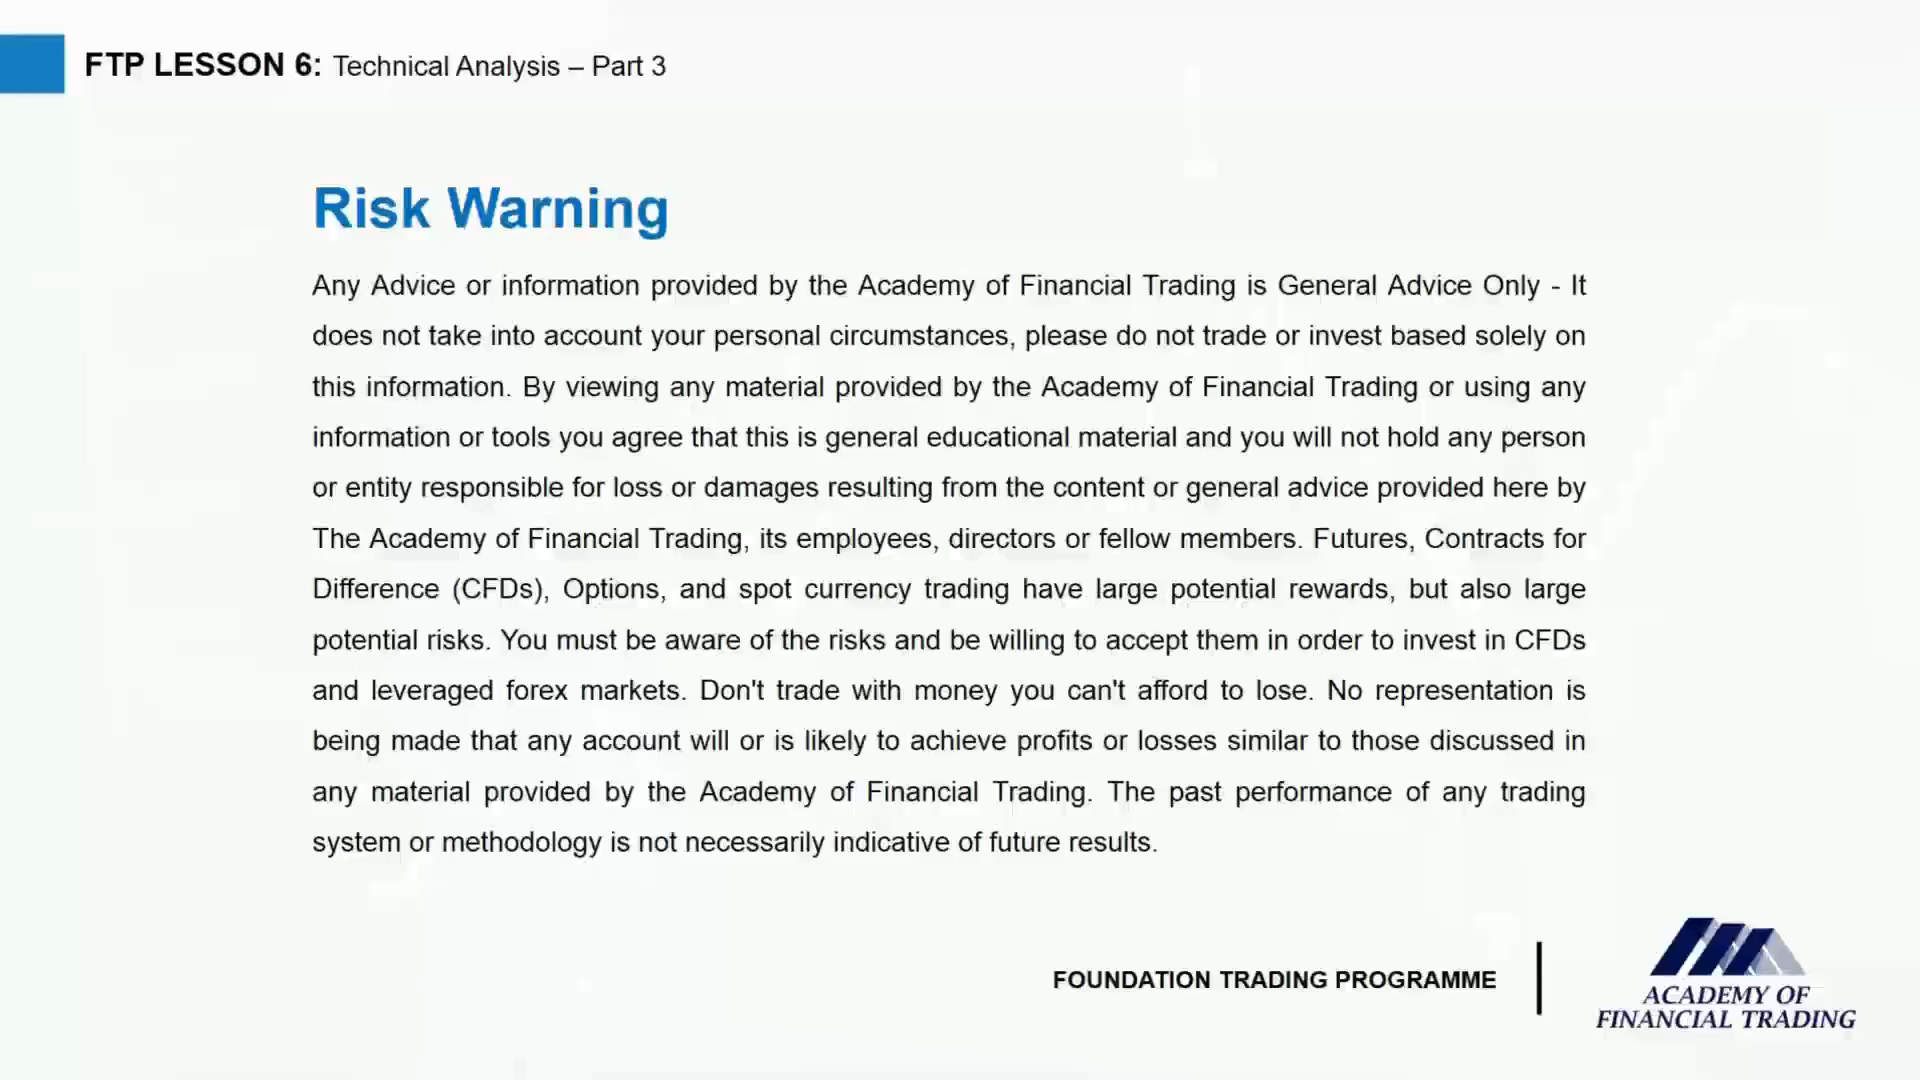 FTP LESSON 6: Technical Analysis – Part 3
Risk Warning
Any Advice or information provided by the Academy of Financial Trading is General Advice Only - It
does not take into account your personal circumstances, please do not trade or invest based solely on
this information. By viewing any material provided by the Academy of Financial Trading or using any
information or tools you agree that this is general educational material and you will not hold any person
or entity responsible for loss or damages resulting from the content or general advice provided here by
The Academy of Financial Trading, its employees, directors or fellow members. Futures, Contracts for
Difference (CFDs), Options, and spot currency trading have large potential rewards, but also large
potential risks. You must be aware of the risks and be willing to accept them in order to invest in CFDs
and leveraged forex markets. Don't trade with money you can't afford to lose. No representation is
being made that any account will or is likely to achieve profits or losses similar to those discussed in
any material provided by the Academy of Financial Trading. The past performance of any trading
system or methodology is not necessarily indicative of future results.
FOUNDATION TRADING PROGRAMME
ACADEMY OF
FINANCIAL TRADING